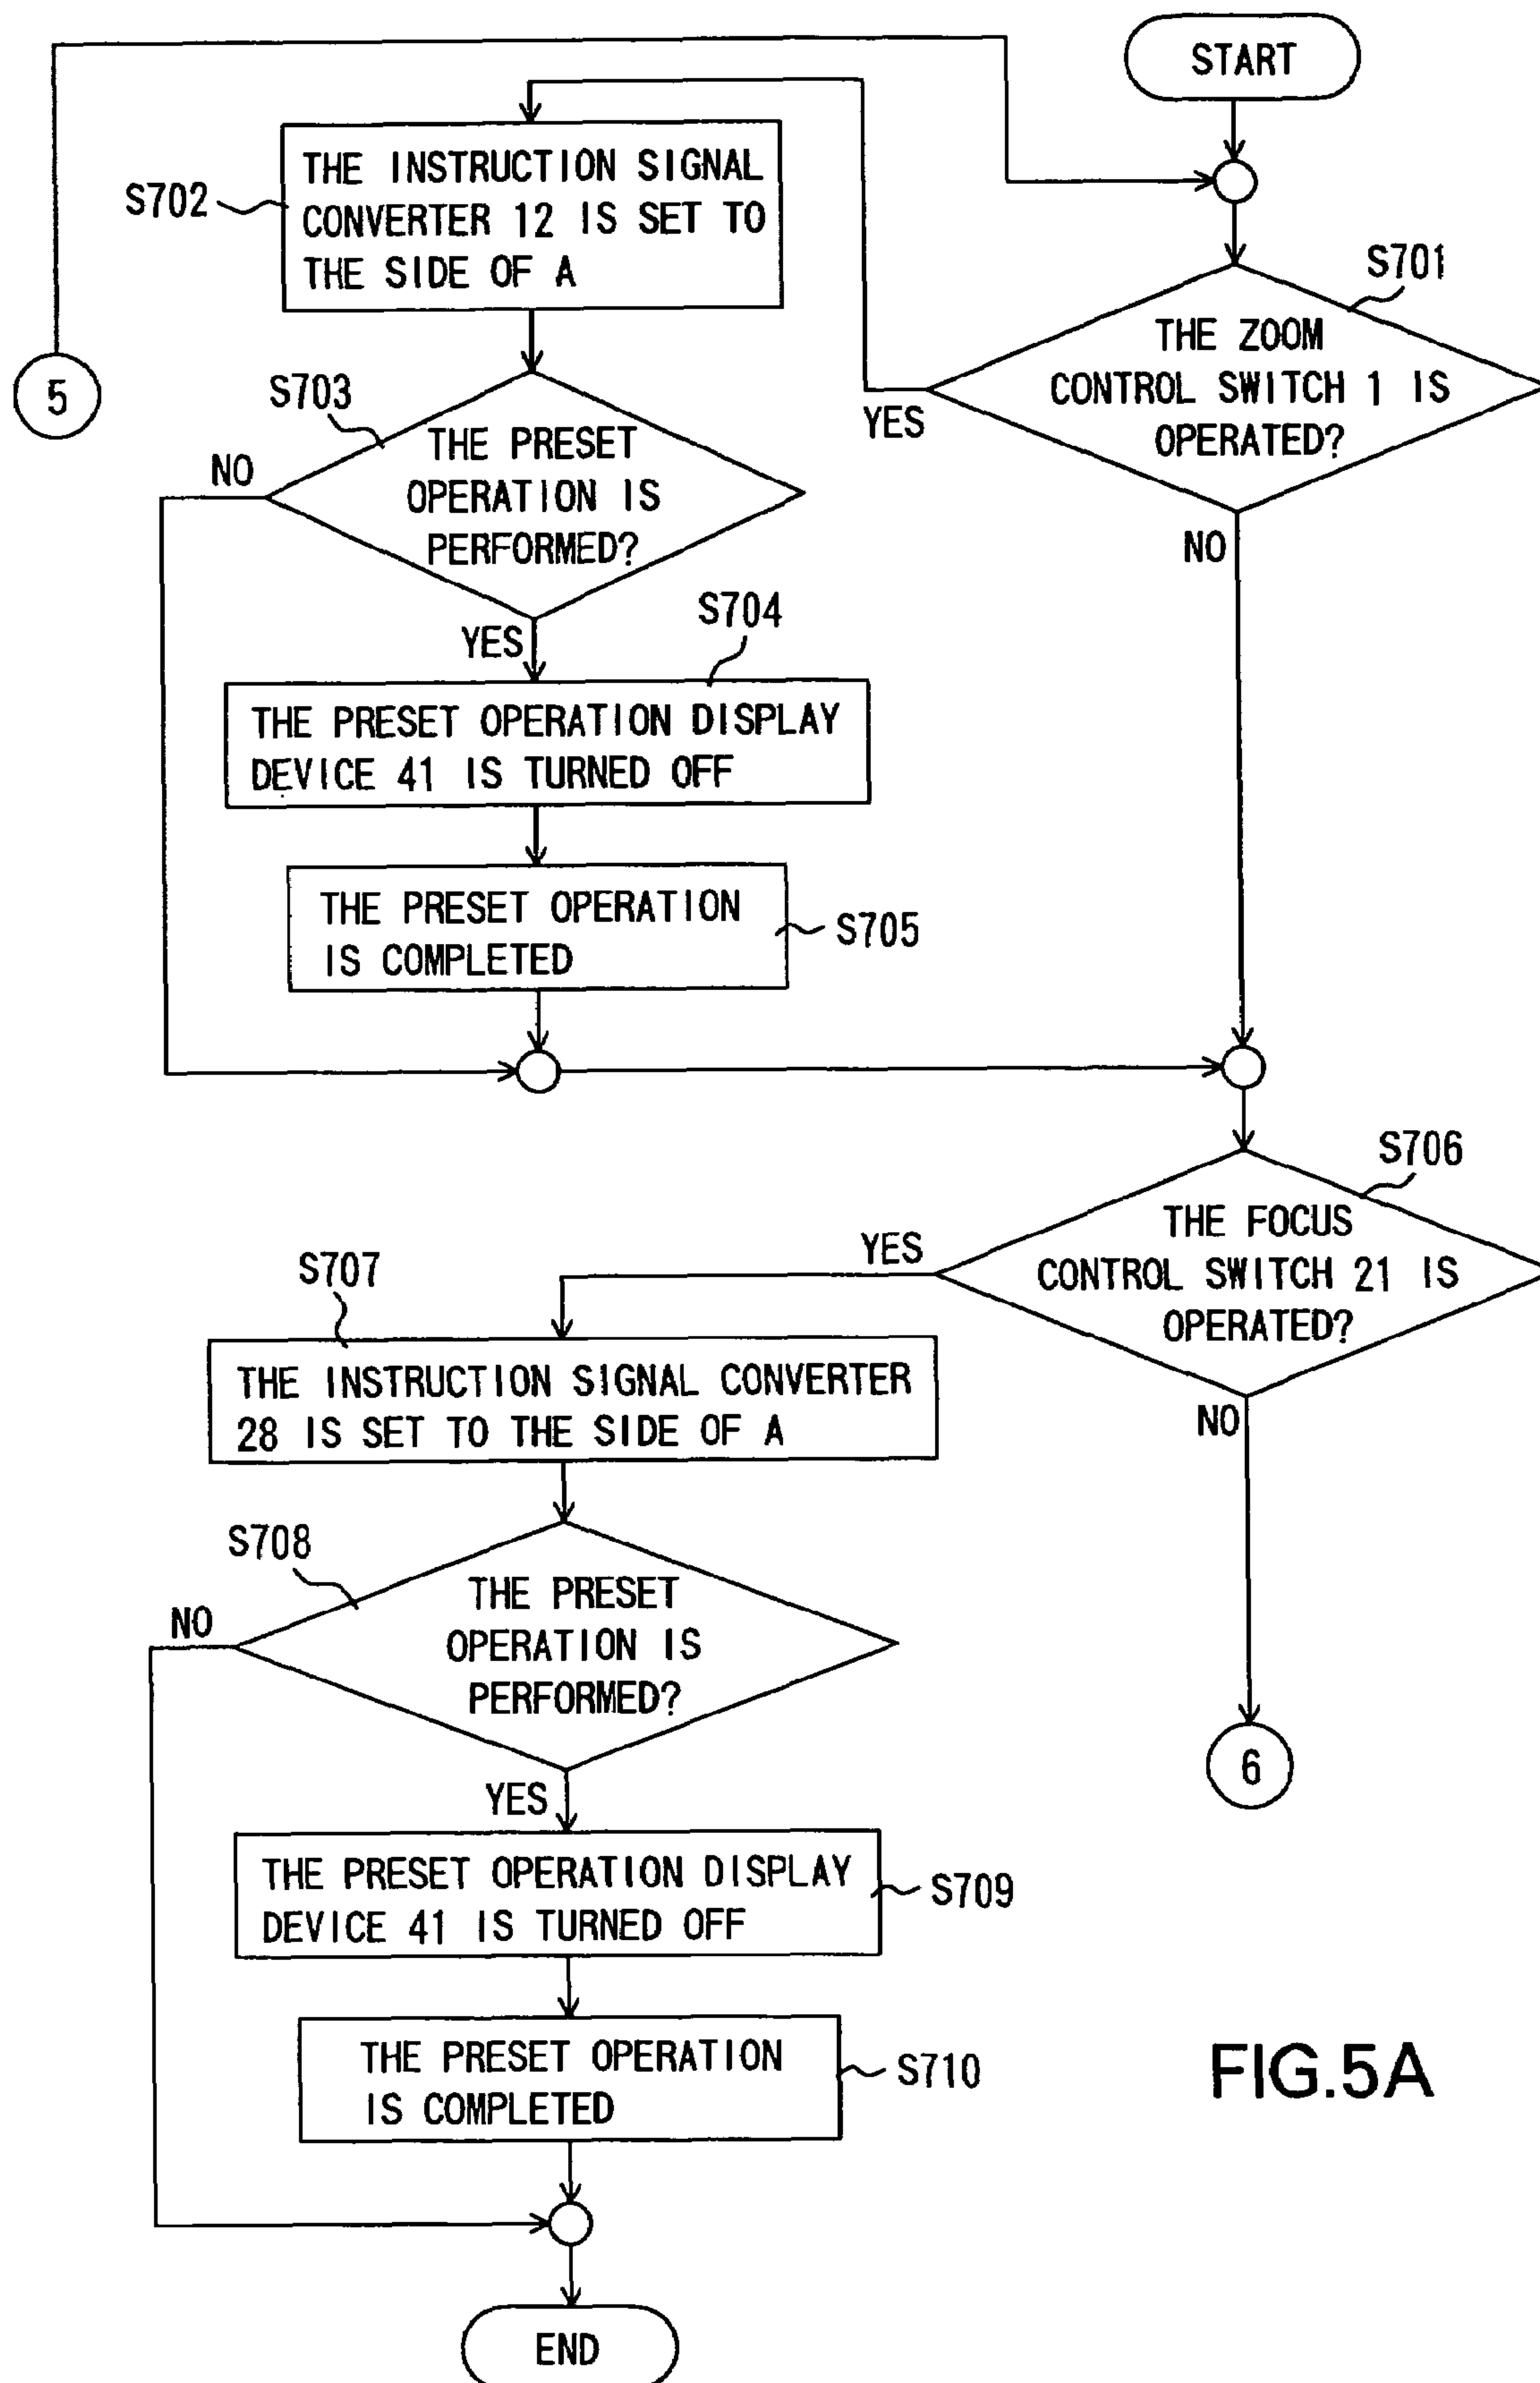 START
S702
THE INSTRUCTION SIGNAL
CONVERTER 12 IS SET TO
THE SIDE OF A
S701
THE ZOOM
CONTROL SWITCH 1 IS
OPERATED?
YES
NO
5
S703
THE PRESET
OPERATION IS
PERFORMED?
NO
YES
S704
THE PRESET OPERATION DISPLAY
DEVICE 41 IS TURNED OFF
THE PRESET OPERATION
IS COMPLETED
S705
S706
THE FOCUS
CONTROL SWITCH 21 IS
OPERATED?
YES
NO
S707
THE INSTRUCTION SIGNAL CONVERTER
28 IS SET TO THE SIDE OF A
S708
THE PRESET
OPERATION IS
PERFORMED?
NO
YES
6
THE PRESET OPERATION DISPLAY
DEVICE 41 IS TURNED OFF
S709
THE PRESET OPERATION
IS COMPLETED
S710
END
FIG.5A